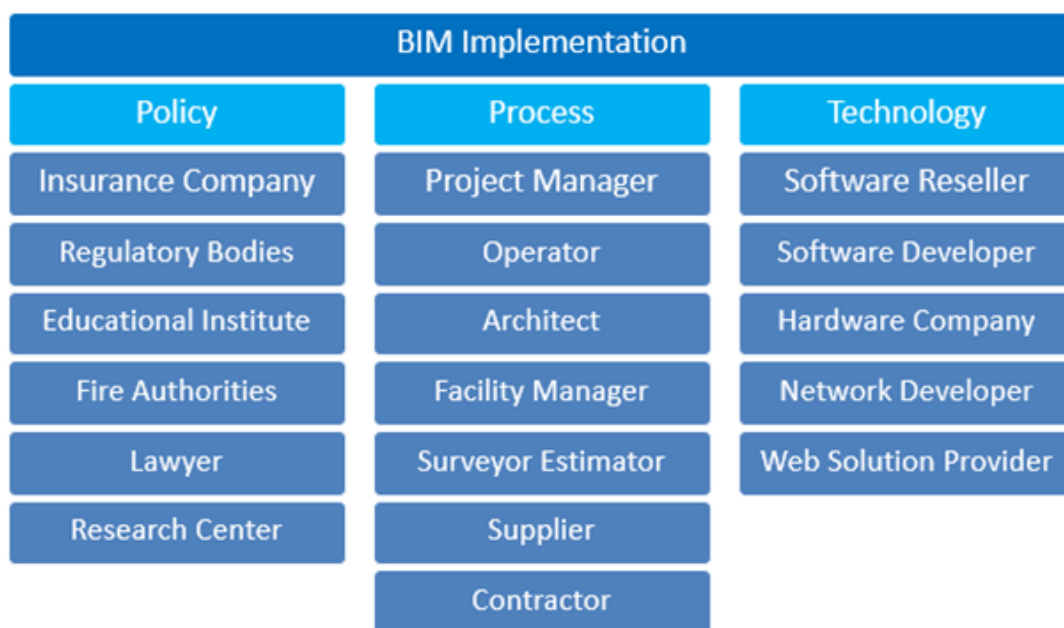 BIM Implementation
Policy
Insurance Company
Regulatory Bodies
Educational Institute
Fire Authorities
Lawyer
Research Center
Process
Project Manager
Operator
Architect
Facility Manager
Surveyor Estimator
Supplier
Contractor
Technology
Software Reseller
Software Developer
Hardware Company
Network Developer
Web Solution Provider